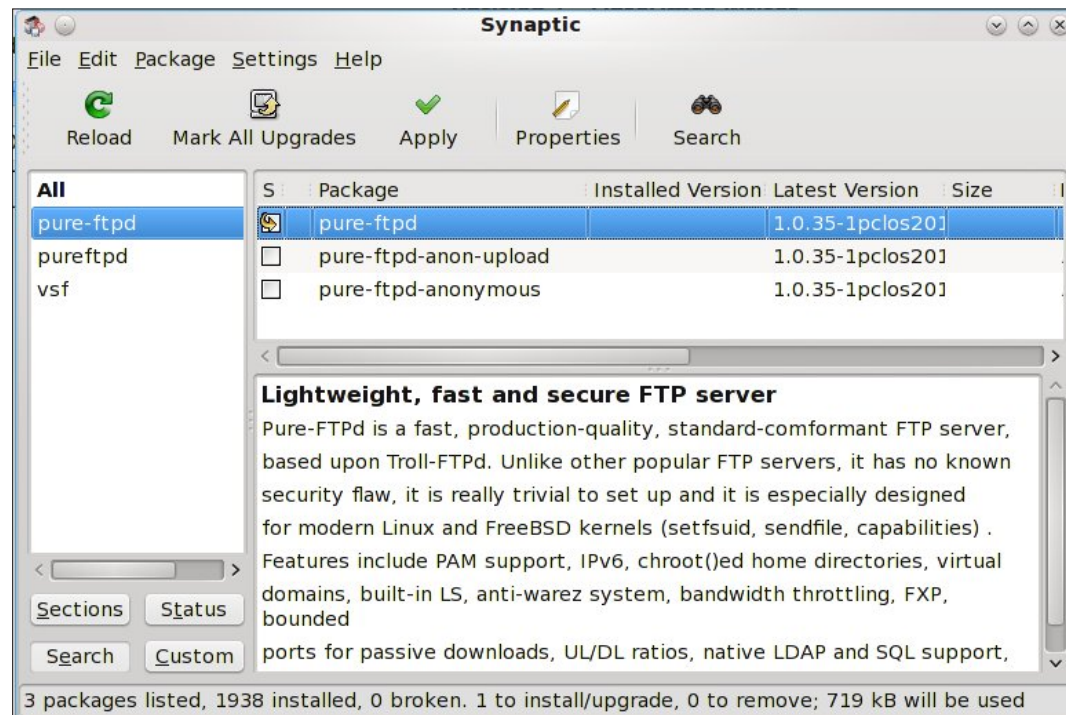 Synaptic
File Edit Package Settings Help
Reload Mark All Upgrades Apply Properties Search
All
pure-ftpd
pureftpd
vsf
S Package Installed Version Latest Version Size
pure-ftpd 1.0.35-1pclos201
pure-ftpd-anon-upload 1.0.35-1pclos201
pure-ftpd-anonymous 1.0.35-1pclos201
Lightweight, fast and secure FTP server
Pure-FTPd is a fast, production-quality, standard-comformant FTP server,
based upon Troll-FTPd. Unlike other popular FTP servers, it has no known
security flaw, it is really trivial to set up and it is especially designed
for modern Linux and FreeBSD kernels (setfsuid, sendfile, capabilities) .
Features include PAM support, IPv6, chroot()ed home directories, virtual
domains, built-in LS, anti-warez system, bandwidth throttling, FXP,
bounded
ports for passive downloads, UL/DL ratios, native LDAP and SQL support,
Sections Status
Search Custom
3 packages listed, 1938 installed, 0 broken. 1 to install/upgrade, 0 to remove; 719 kB will be used